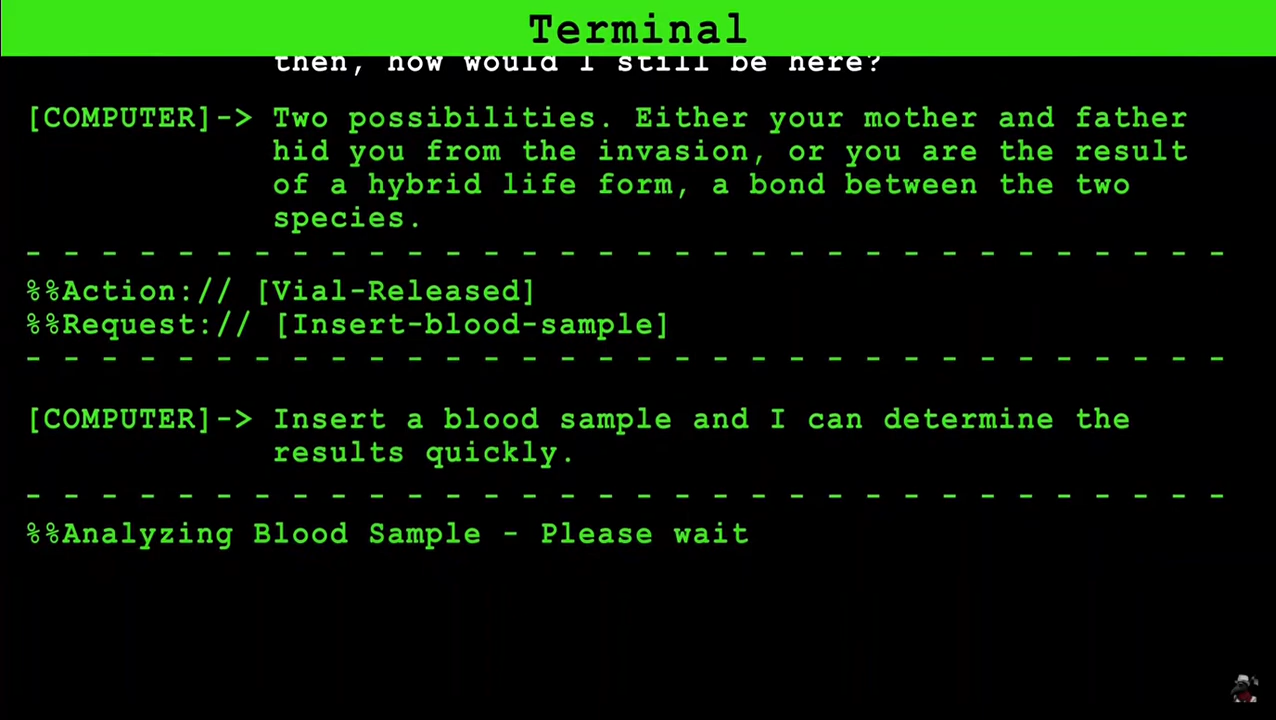 Terminal
then, how would I still be here?
[COMPUTER]-> Two possibilities. Either your mother and father
hid you from the invasion, or you are the result
of a hybrid life form, a bond between the two
species.
- - - - - - - - - - - - - - - - - - - - - - - - - - - - - - - -
%%Action:// [Vial-Released]
%%Request:// [Insert-blood-sample]
- - - - - - - - - - - - - - - - - - - - - - - - - - - - - - - -
[COMPUTER]-> Insert a blood sample and I can determine the
results quickly.
- - - - - - - - - - - - - - - - - - - - - - - - - - - - - - - -
%%Analyzing Blood Sample - Please wait